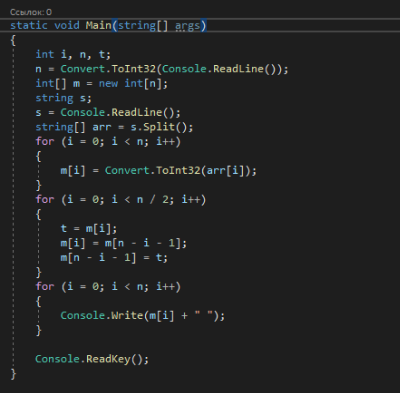 Ссылок: 0
static void Main(string[] args)
{
int i, n, t;
n = Convert.ToInt32(Console.ReadLine());
int[] m = new int[n];
string s;
s = Console.ReadLine();
string[] arr = s.Split();
for (i = 0; i < n; i++)
{
m[i] = Convert.ToInt32(arr[i]);
}
for (i = 0; i < n / 2; i++)
{
t = m[i];
m[i] = m[n - i - 1];
m[n - i - 1] = t;
}
for (i = 0; i < n; i++)
{
Console.Write(m[i] + " ");
}
Console.ReadKey();
}